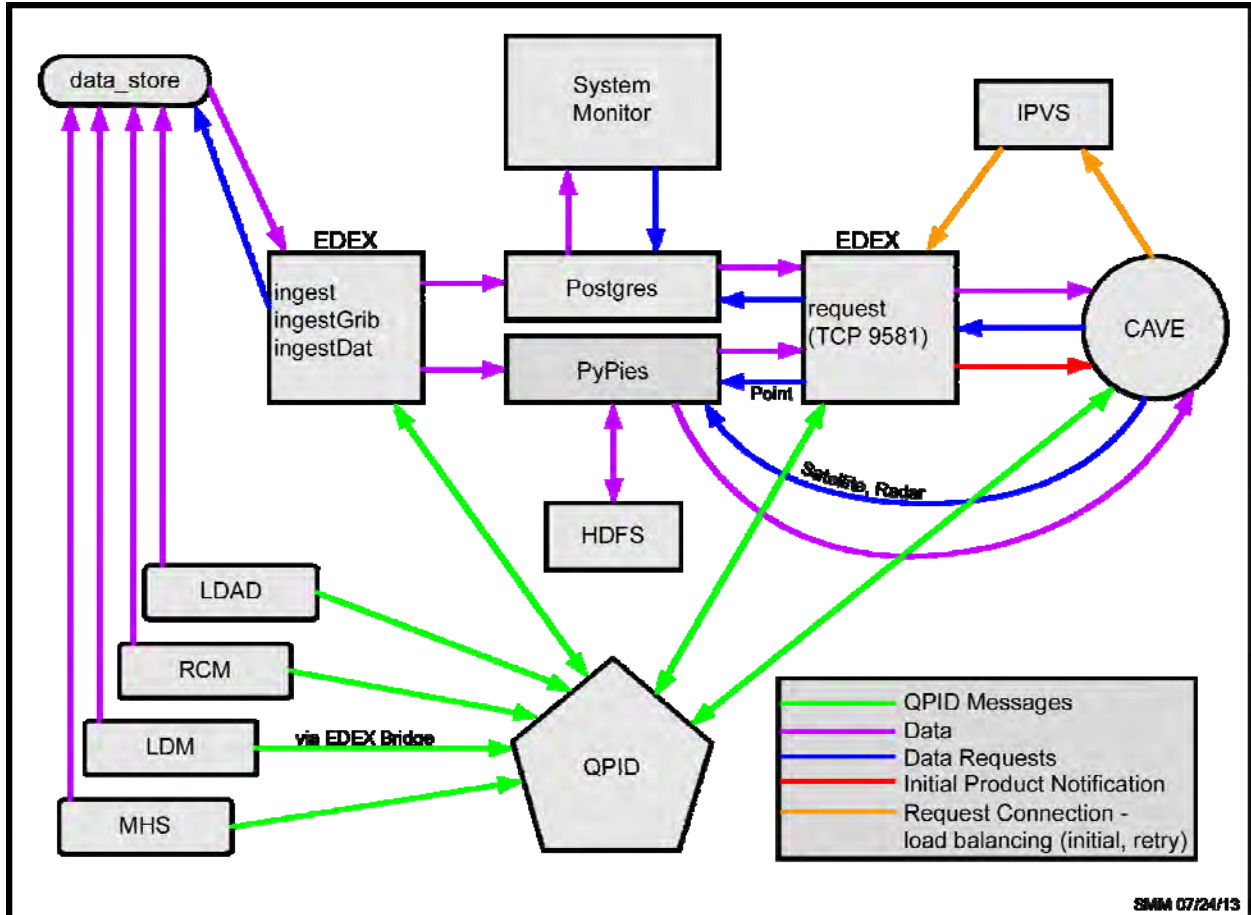 data_store
System
Monitor
IPVS
EDEX
ingest
ingestGrib
ingestDat
Postgres
PyPies
EDEX
request
(TCP 9581)
CAVE
Point
Satellite, Radar
HDFS
LDAD
RCM
LDM
via EDEX Bridge
MHS
QPID
QPID Messages
Data
Data Requests
Initial Product Notification
Request Connection -
load balancing (initial, retry)
SMM 07/24/13